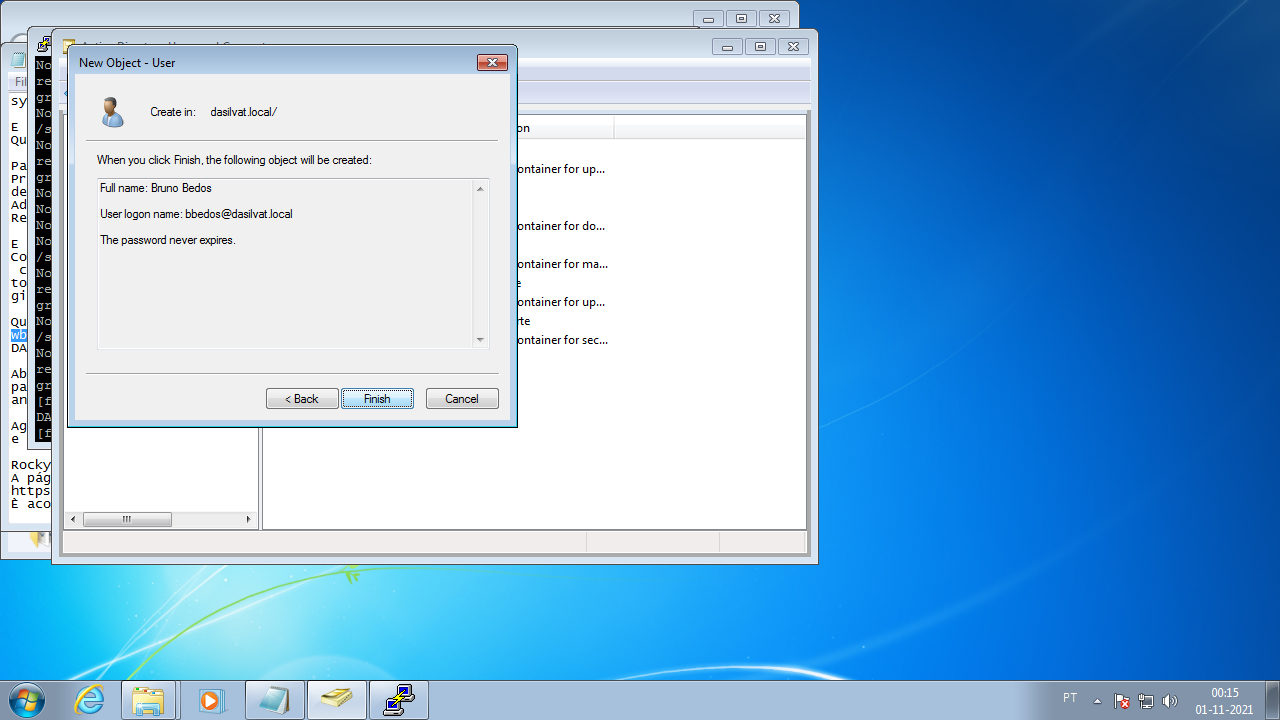 New Object - User
Create in: dasilvat.local/
When you click Finish, the following object will be created:
Full name: Bruno Bedos
User logon name: bbedos@dasilvat.local
The password never expires.
< Back
Finish
Cancel
on
ontainer for up...
ontainer for do...
ontainer for ma...
e
ontainer for up...
rte
ontainer for sec...
Fil
sy
E
Qu
Pa
Pr
de
Ad
Re
E
Co
c
to
gi
Qu
wb
DA
Ab
pa
an
Ag
e
Rocky
A pág
https
È aco
No
re
gr
No
/s
No
re
gr
No
No
No
No
/s
No
re
gr
No
/s
No
re
gr
[f
DA
[f
PT
00:15
01-11-2021